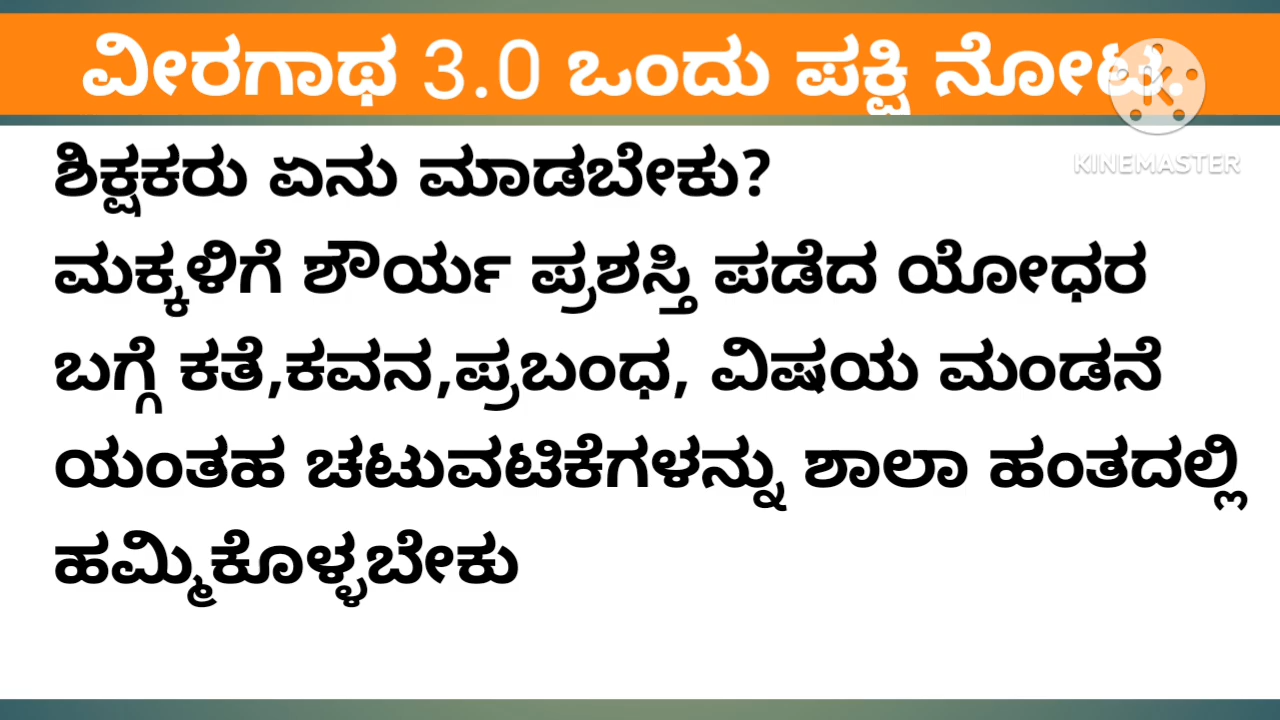 ವೀರಗಾಥ 3.0 ಒಂದು ಪಕ್ಷಿ ನೋಟ.
KINEMASTER
ಶಿಕ್ಷಕರು ಏನು ಮಾಡಬೇಕು?
ಮಕ್ಕಳಿಗೆ ಶೌರ್ಯ ಪ್ರಶಸ್ತಿ ಪಡೆದ ಯೋಧರ
ಬಗ್ಗೆ ಕತೆ,ಕವನ,ಪ್ರಬಂಧ, ವಿಷಯ ಮಂಡನೆ
ಯಂತಹ ಚಟುವಟಿಕೆಗಳನ್ನು ಶಾಲಾ ಹಂತದಲ್ಲಿ
ಹಮ್ಮಿಕೊಳ್ಳಬೇಕು